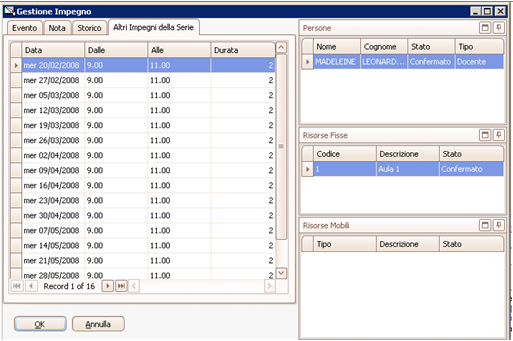 Gestione Impegno
Evento Nota Storico Altri Impegni della Serie
Data Dalle Alle Durata
mer 20/02/2008 9.00 11.00 2
mer 27/02/2008 9.00 11.00 2
mer 05/03/2008 9.00 11.00 2
mer 12/03/2008 9.00 11.00 2
mer 19/03/2008 9.00 11.00 2
mer 26/03/2008 9.00 11.00 2
mer 02/04/2008 9.00 11.00 2
mer 09/04/2008 9.00 11.00 2
mer 16/04/2008 9.00 11.00 2
mer 23/04/2008 9.00 11.00 2
mer 30/04/2008 9.00 11.00 2
mer 07/05/2008 9.00 11.00 2
mer 14/05/2008 9.00 11.00 2
mer 21/05/2008 9.00 11.00 2
mer 28/05/2008 9.00 11.00 2
Record 1 of 16
OK Annulla
Persone
Nome Cognome Stato Tipo
MADELEINE LEONARD... Confermato Docente
Risorse Fisse
Codice Descrizione Stato
1 Aula 1 Confermato
Risorse Mobili
Tipo Descrizione Stato